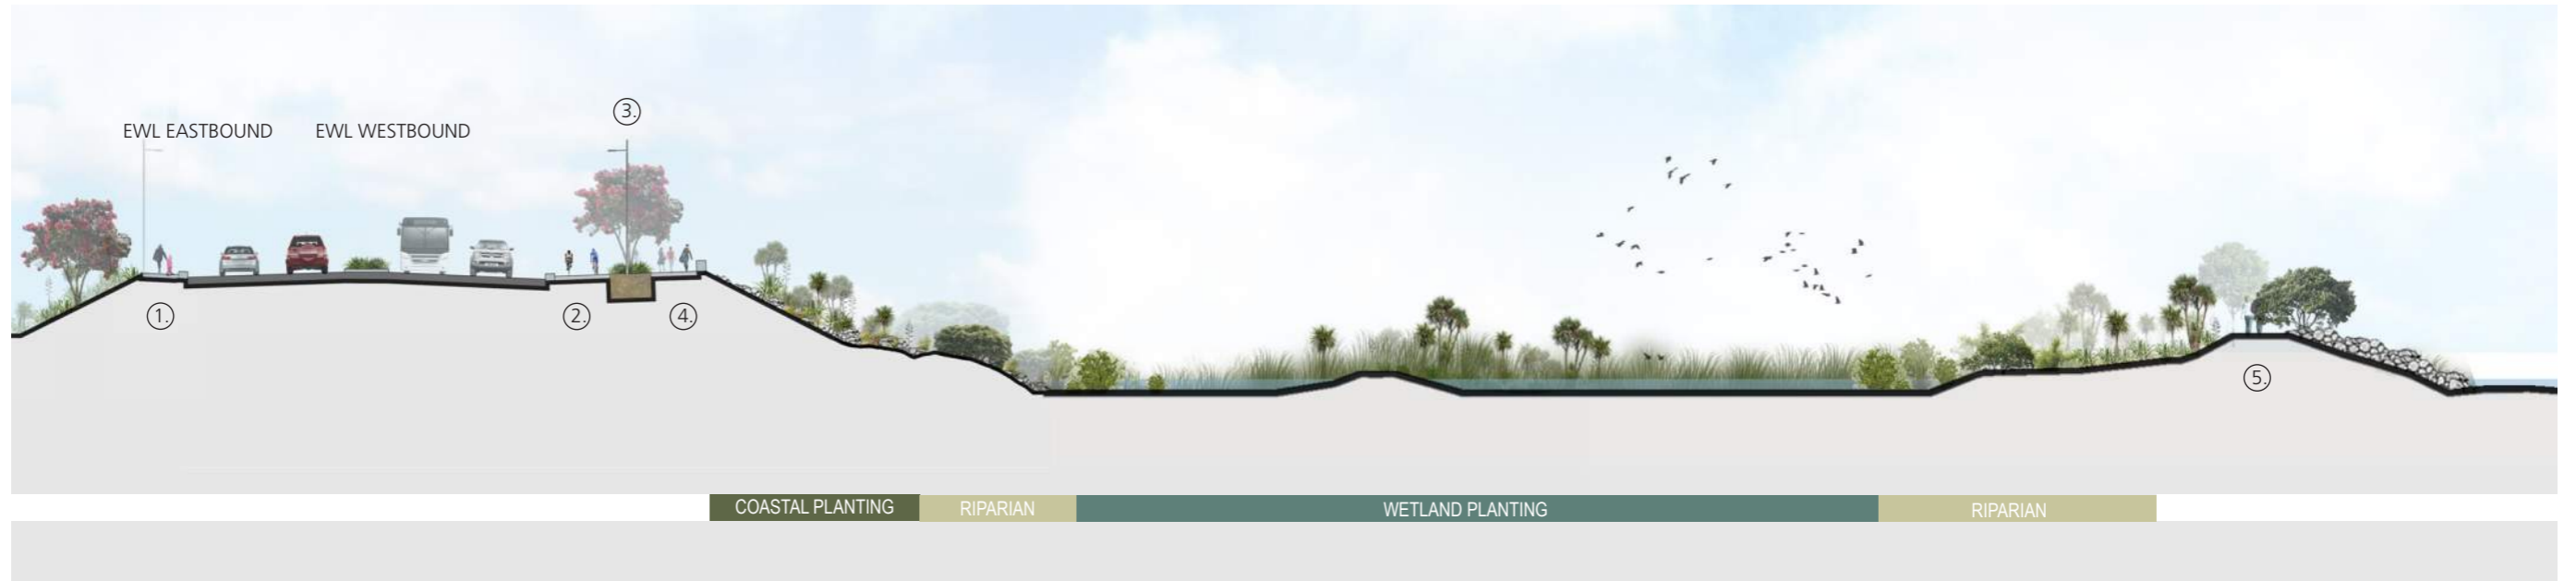 3.
EWL EASTBOUND EWL WESTBOUND
1. 2. 4.
5.
COASTAL PLANTING RIPARIAN WETLAND PLANTING RIPARIAN